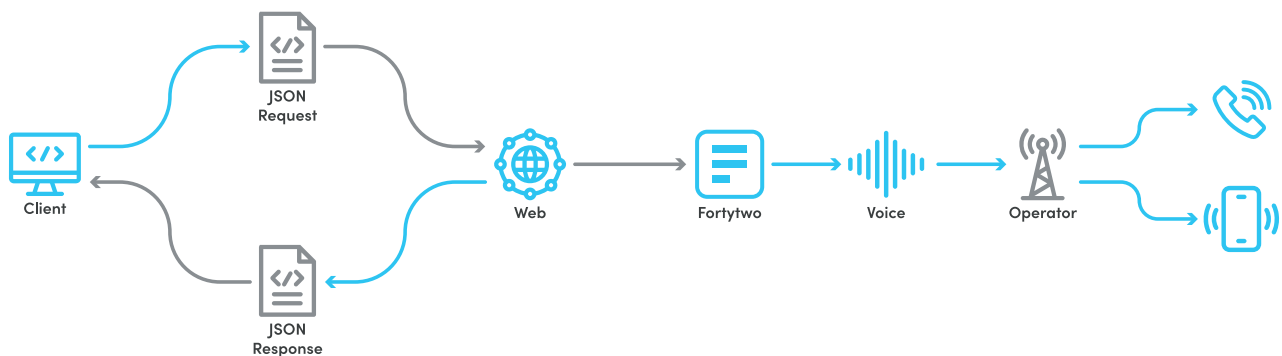 JSON
Request
Client
Web
Fortytwo
Voice
Operator
JSON
Response